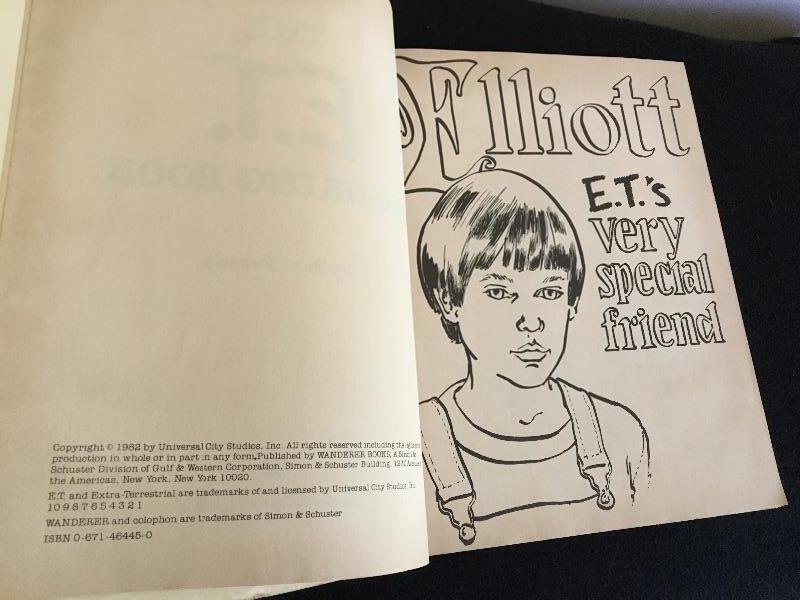 Copyright © 1982 by Universal City Studios, Inc. All rights reserved including the
production in whole or in part in any form. Published by WANDERER BOOKS, A Simon &
Schuster Division of Gulf & Western Corporation, Simon & Schuster Building, 12
the Americas, New York, New York 10020.
E.T. and Extra-Terrestrial are trademarks of and licensed by Universal City Studios, Inc.
10 9 8 7 6 5 4 3 2 1
WANDERER and colophon are trademarks of Simon & Schuster
ISBN 0-671-46445-0
Elliott
E.T.'s
very
special
friend